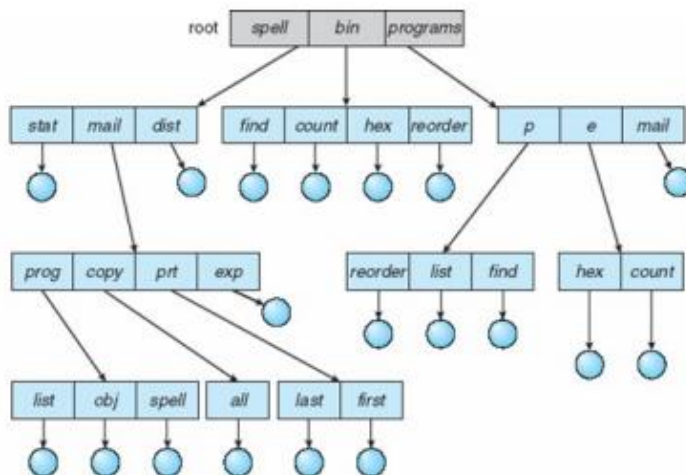 root spell bin programs
stat mail dist find count hex reorder p e mail
prog copy prt exp reorder list find hex count
list obj spell all last first